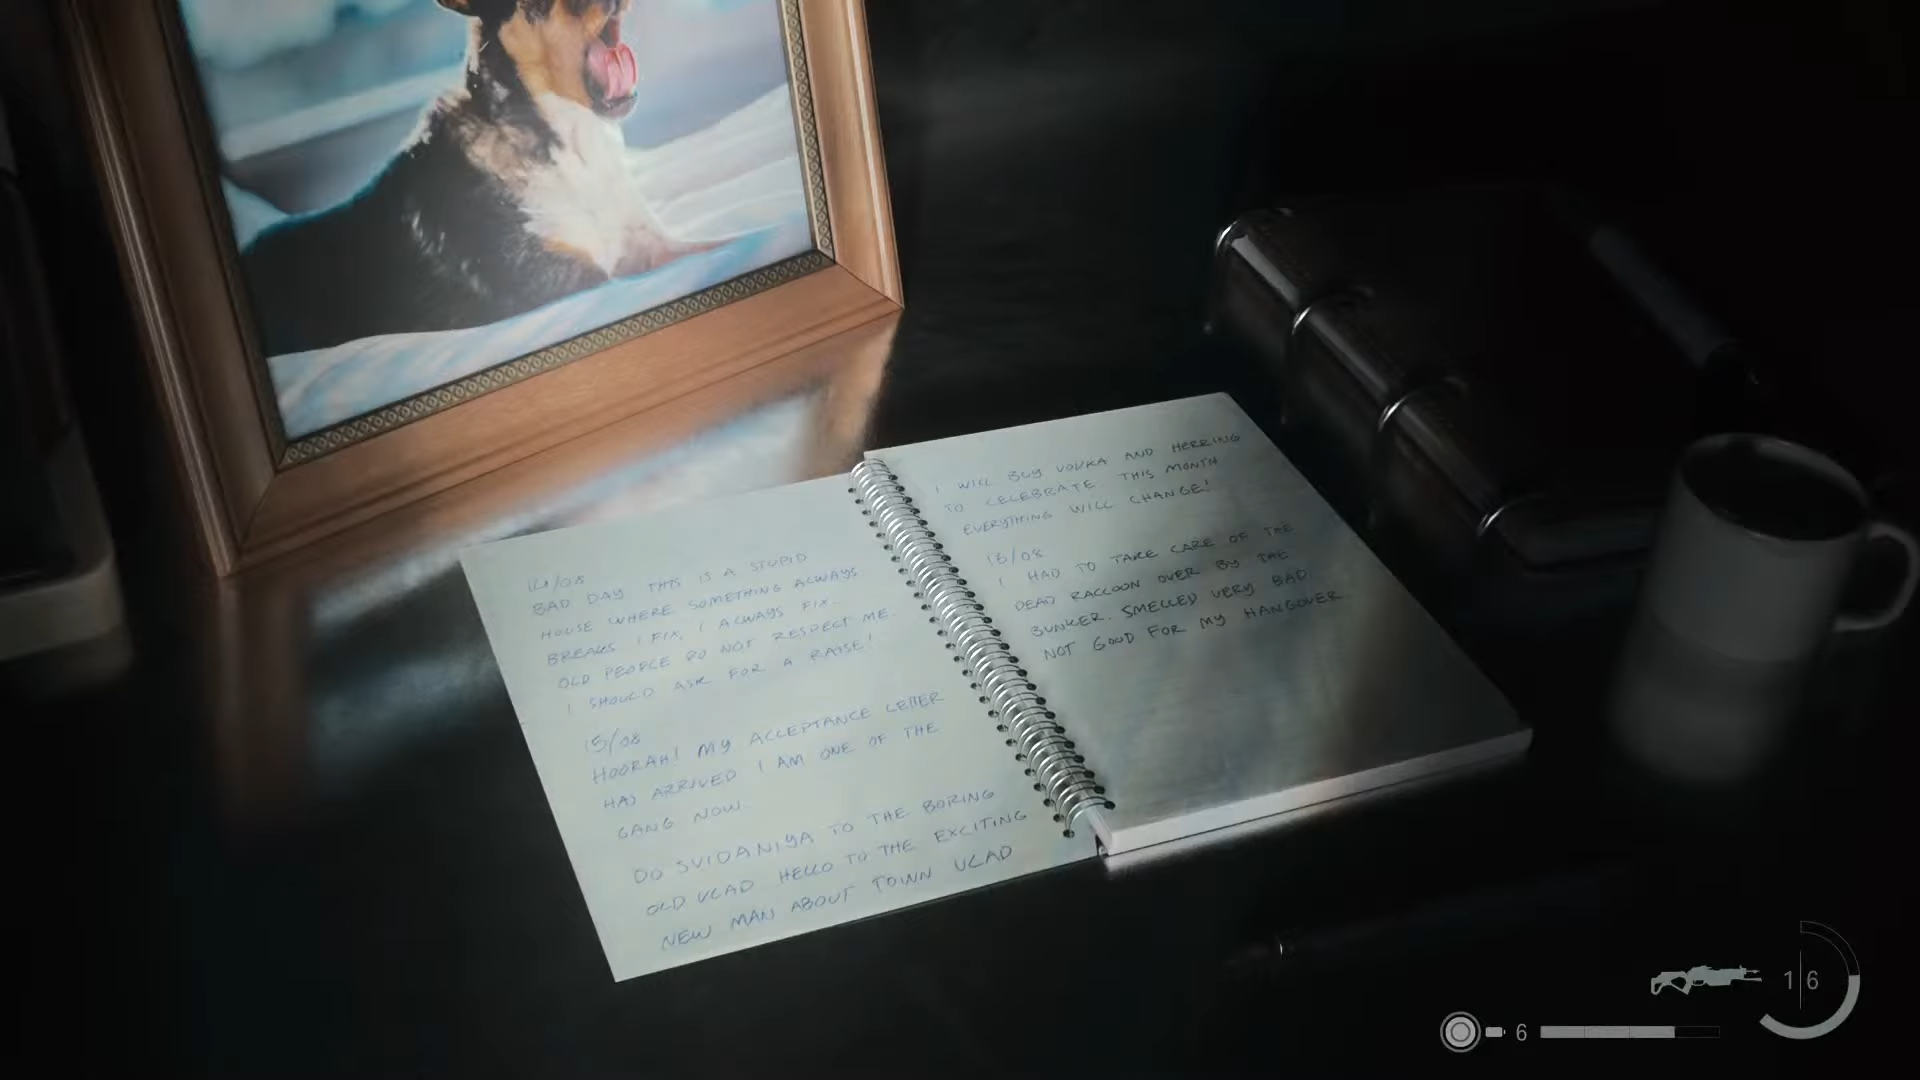 14/08
BAD DAY THIS IS A STUPID
HOUSE WHERE SOMETHING ALWAYS
BREAKS I FIX, I ALWAYS FIX.
OLD PEOPLE DO NOT RESPECT ME.
I SHOULD ASK FOR A RAISE!
15/08
HOORAH! MY ACCEPTANCE LETTER
HAS ARRIVED I AM ONE OF THE
GANG NOW.
DO SVIDANIYA TO THE BORING
OLD VLAD HELLO TO THE EXCITING
NEW MAN ABOUT TOWN VLAD
I WILL BUY VODKA AND HERRING
TO CELEBRATE. THIS MONTH
EVERYTHING WILL CHANGE!
/08
I HAD TO TAKE CARE OF THE
DEAD RACCOON OVER BY THE
BUNKER. SMELLED VERY BAD
NOT GOOD FOR MY HANGOVER
1 6
6